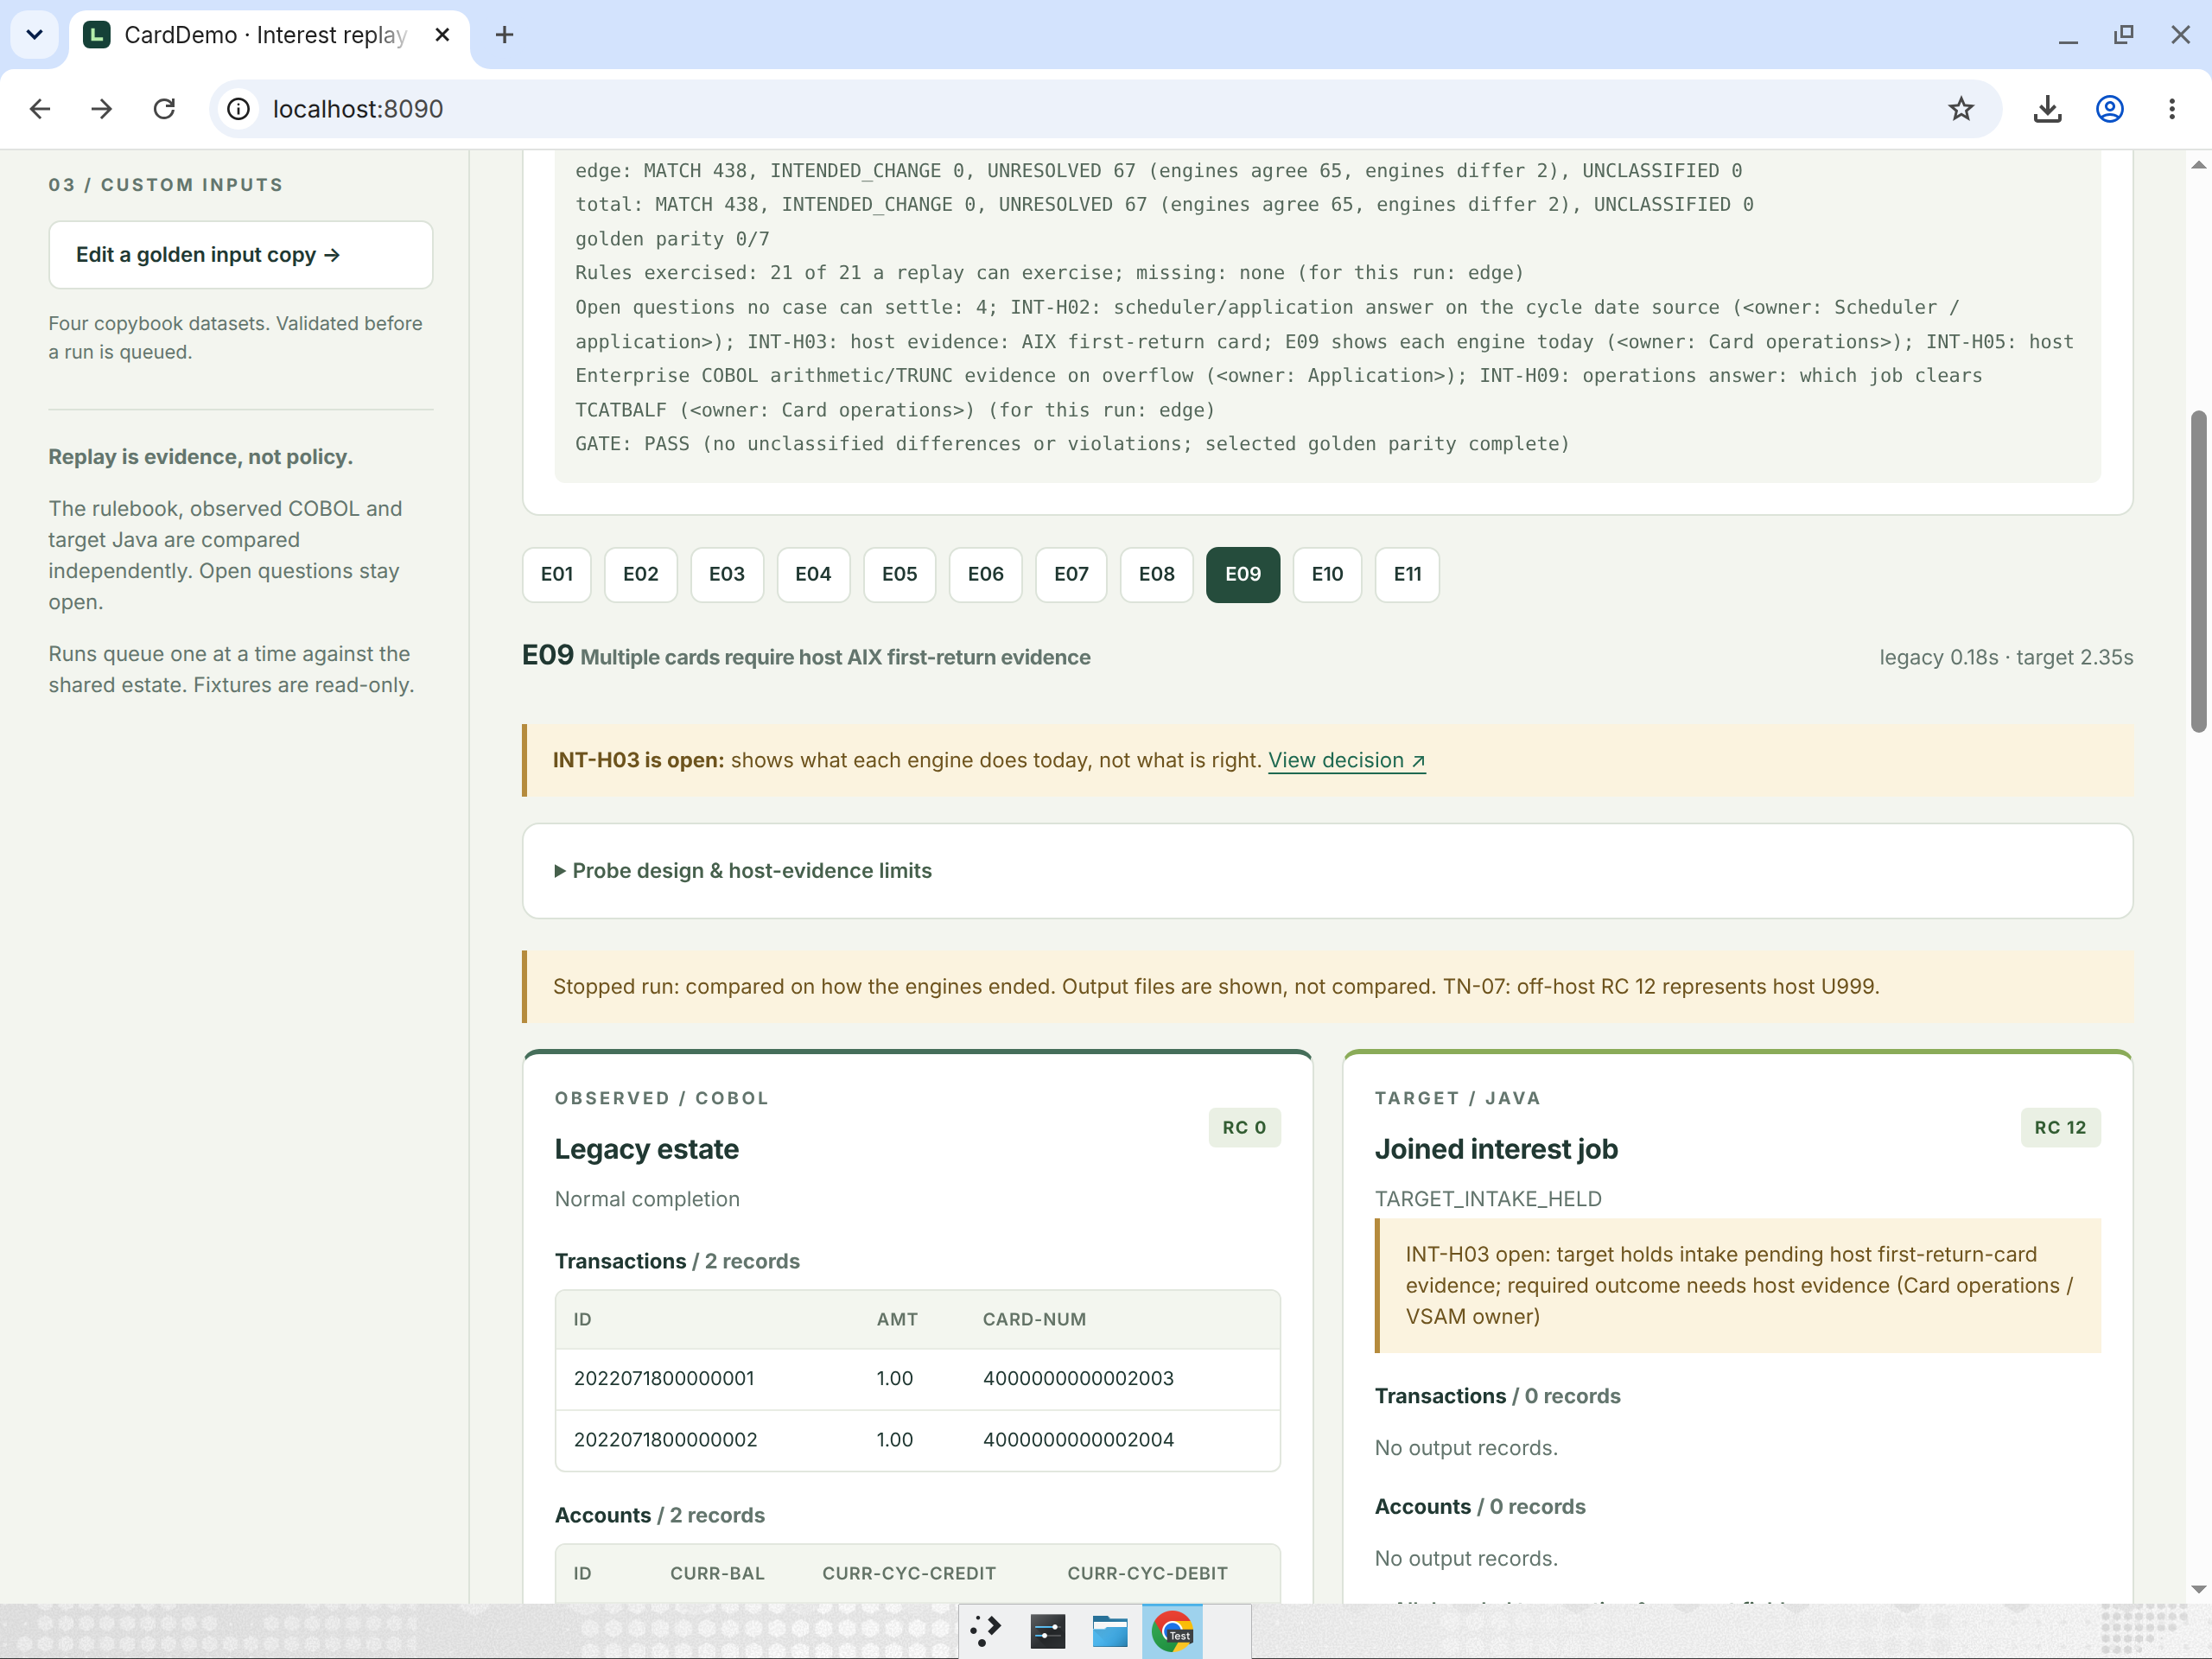 CardDemo · Interest replay
localhost:8090
03 / CUSTOM INPUTS
Edit a golden input copy →
Four copybook datasets. Validated before
a run is queued.
Replay is evidence, not policy.
The rulebook, observed COBOL and
target Java are compared
independently. Open questions stay
open.
Runs queue one at a time against the
shared estate. Fixtures are read-only.
edge: MATCH 438, INTENDED_CHANGE 0, UNRESOLVED 67 (engines agree 65, engines differ 2), UNCLASSIFIED 0
total: MATCH 438, INTENDED_CHANGE 0, UNRESOLVED 67 (engines agree 65, engines differ 2), UNCLASSIFIED 0
golden parity 0/7
Rules exercised: 21 of 21 a replay can exercise; missing: none (for this run: edge)
Open questions no case can settle: 4; INT-H02: scheduler/application answer on the cycle date source (<owner: Scheduler /
application>); INT-H03: host evidence: AIX first-return card; E09 shows each engine today (<owner: Card operations>); INT-H05: host
Enterprise COBOL arithmetic/TRUNC evidence on overflow (<owner: Application>); INT-H09: operations answer: which job clears
TCATBALF (<owner: Card operations>) (for this run: edge)
GATE: PASS (no unclassified differences or violations; selected golden parity complete)
E01 E02 E03 E04 E05 E06 E07 E08 E09 E10 E11
E09 Multiple cards require host AIX first-return evidence
legacy 0.18s · target 2.35s
INT-H03 is open: shows what each engine does today, not what is right. View decision ↗
▶ Probe design & host-evidence limits
Stopped run: compared on how the engines ended. Output files are shown, not compared. TN-07: off-host RC 12 represents host U999.
OBSERVED / COBOL
RC 0
Legacy estate
Normal completion
Transactions / 2 records
ID AMT CARD-NUM
2022071800000001 1.00 4000000000002003
2022071800000002 1.00 4000000000002004
Accounts / 2 records
ID CURR-BAL CURR-CYC-CREDIT CURR-CYC-DEBIT
TARGET / JAVA
RC 12
Joined interest job
TARGET_INTAKE_HELD
INT-H03 open: target holds intake pending host first-return-card
evidence; required outcome needs host evidence (Card operations /
VSAM owner)
Transactions / 0 records
No output records.
Accounts / 0 records
No output records.
Test